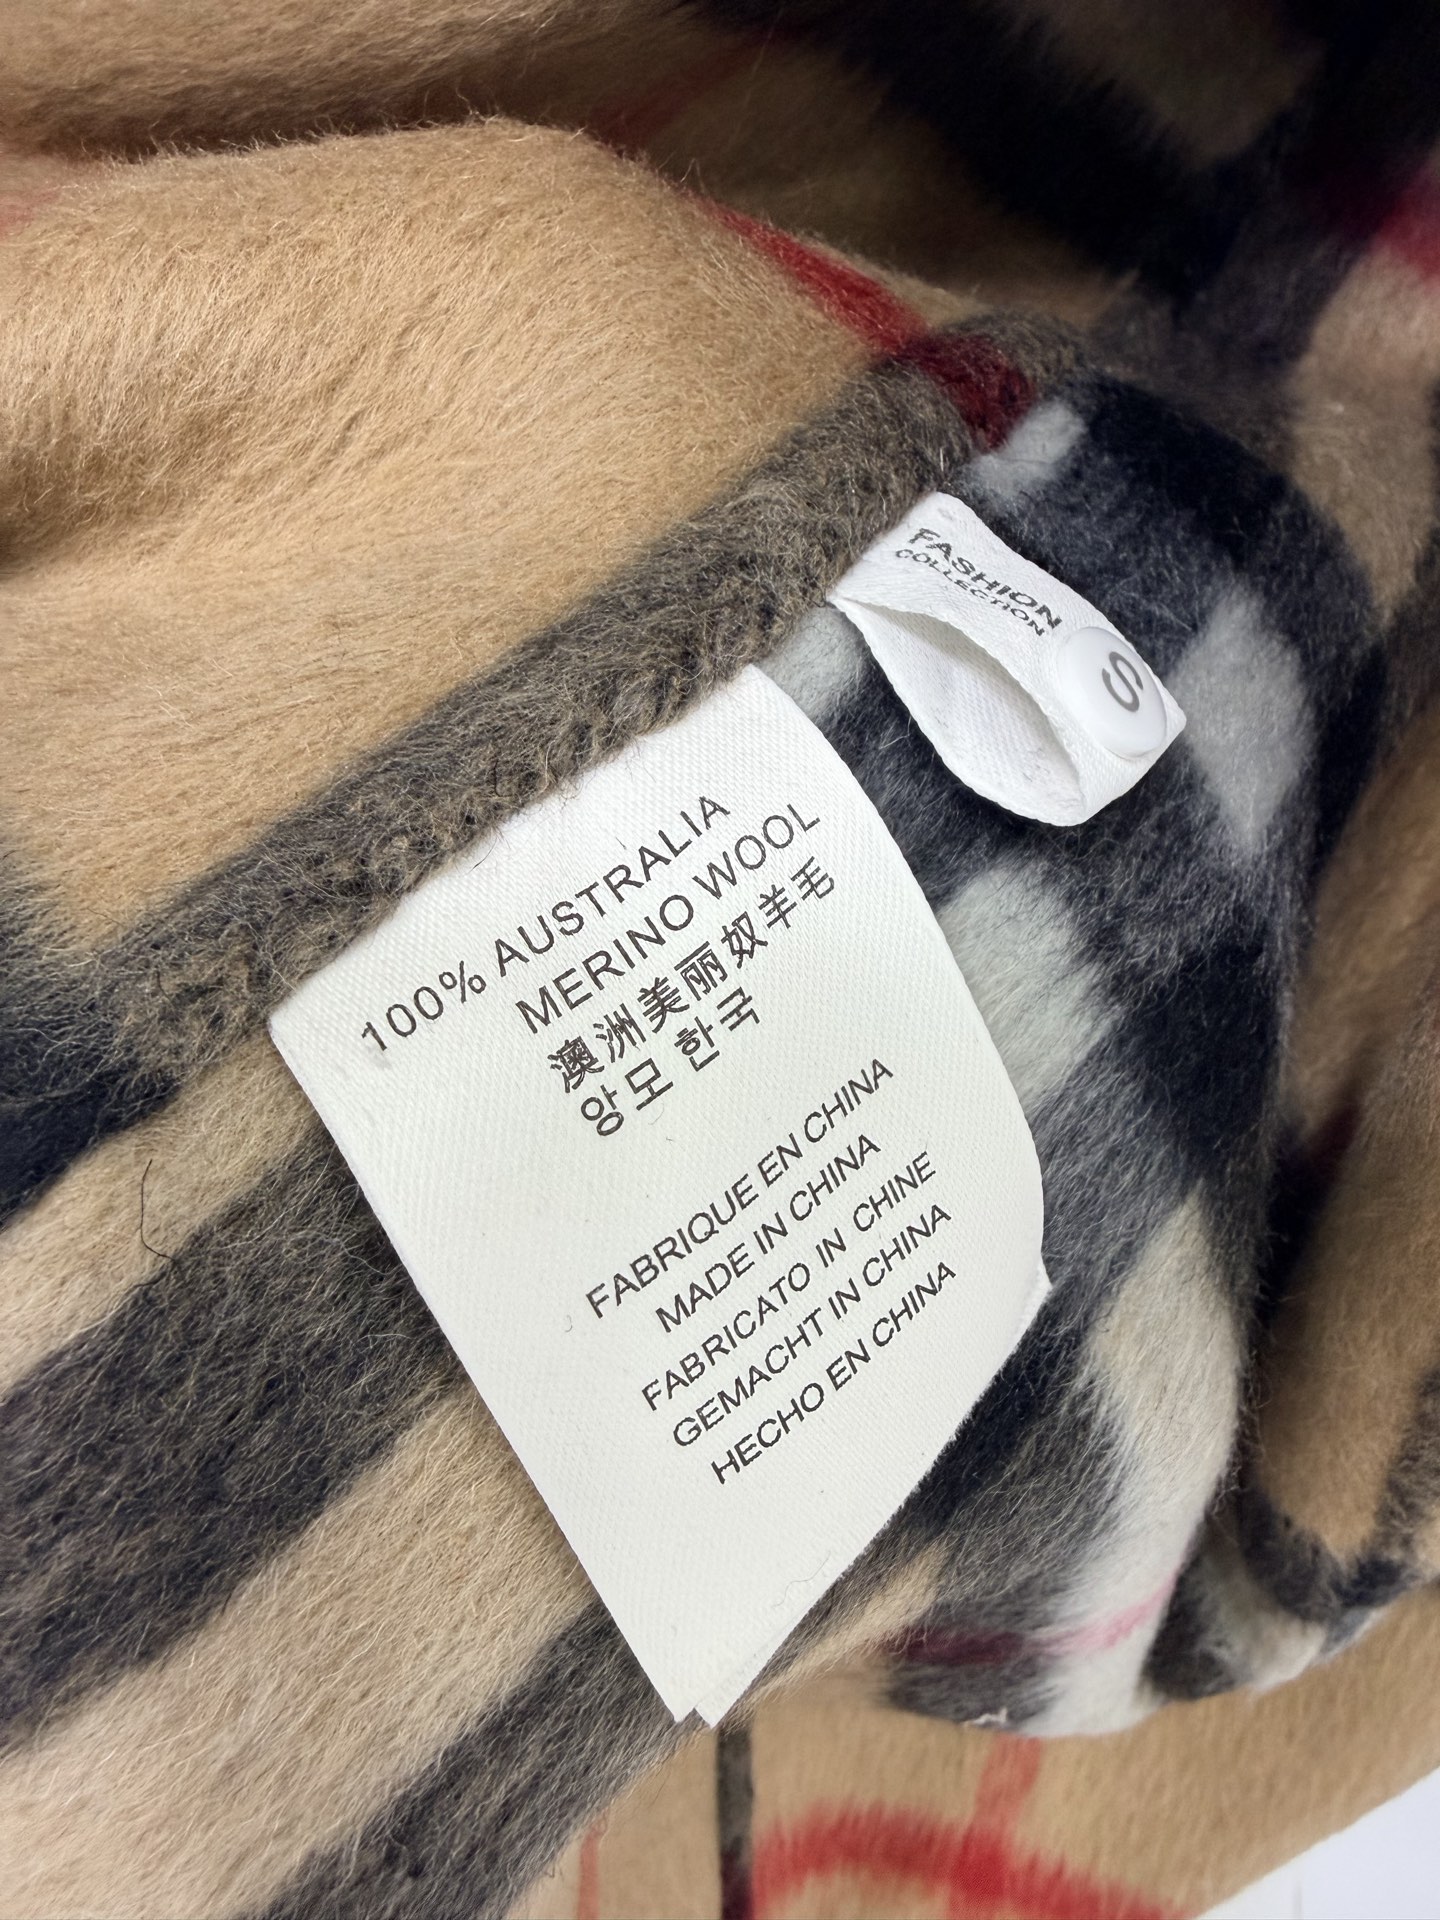 FASHION
COLLECTION
S
100% AUSTRALIA
MERINO WOOL
澳洲美丽奴羊毛
앙모 한국
FABRIQUE EN CHINA
MADE IN CHINA
FABRICATO IN CHINE
GEMACHT IN CHINA
HECHO EN CHINA